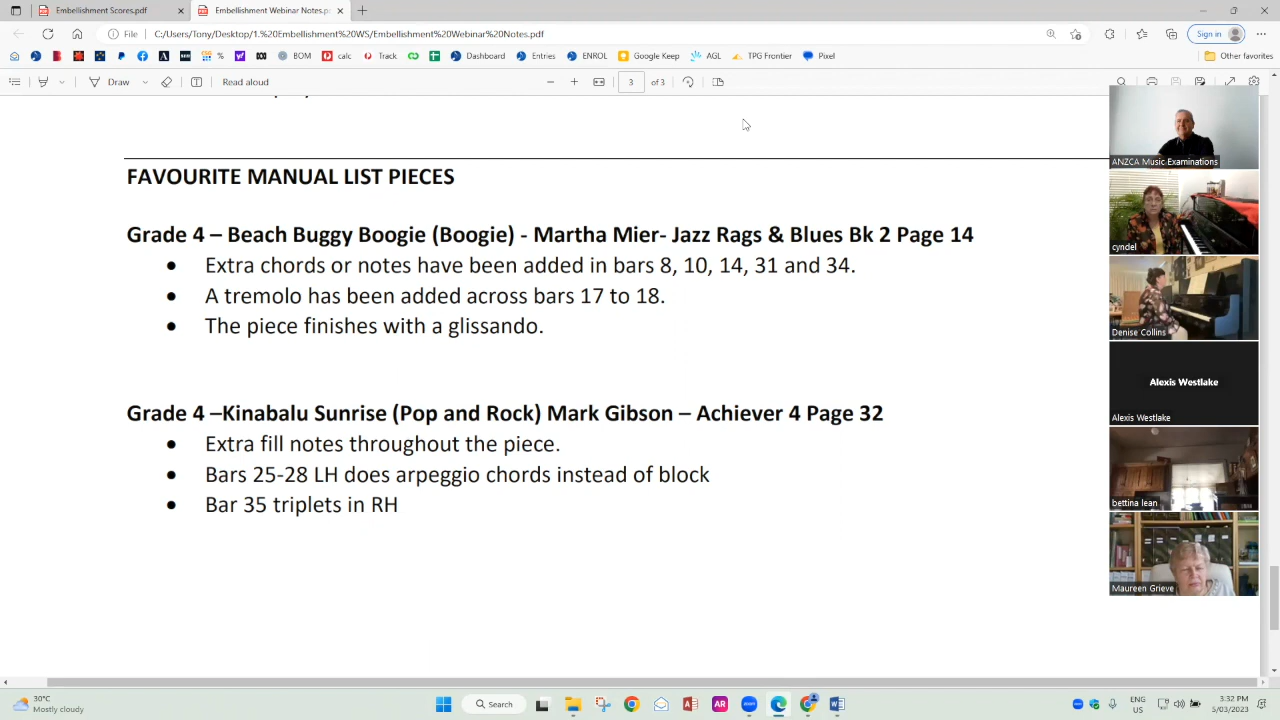 Embellishment Scores.pdf
Embellishment Webinar Notes.p
File
C:/Users/Tony/Desktop/1.%20Embellishment%20WS/Embellishment%20Webinar%20Notes.pdf
Sign in
BOM
calc
Track
Dashboard
Entries
ENROL
Google Keep
AGL
TPG Frontier
Pixel
Other favorites
Draw
Read aloud
3
of 3
FAVOURITE MANUAL LIST PIECES
Grade 4 – Beach Buggy Boogie (Boogie) - Martha Mier- Jazz Rags & Blues Bk 2 Page 14
• Extra chords or notes have been added in bars 8, 10, 14, 31 and 34.
• A tremolo has been added across bars 17 to 18.
• The piece finishes with a glissando.
Grade 4 –Kinabalu Sunrise (Pop and Rock) Mark Gibson – Achiever 4 Page 32
• Extra fill notes throughout the piece.
• Bars 25-28 LH does arpeggio chords instead of block
• Bar 35 triplets in RH
ANZCA Music Examinations
cyndel
Denise Collins
Alexis Westlake
Alexis Westlake
bettina lean
Maureen Grieve
30°C
Mostly cloudy
Search
ENG
US
3:32 PM
5/03/2023